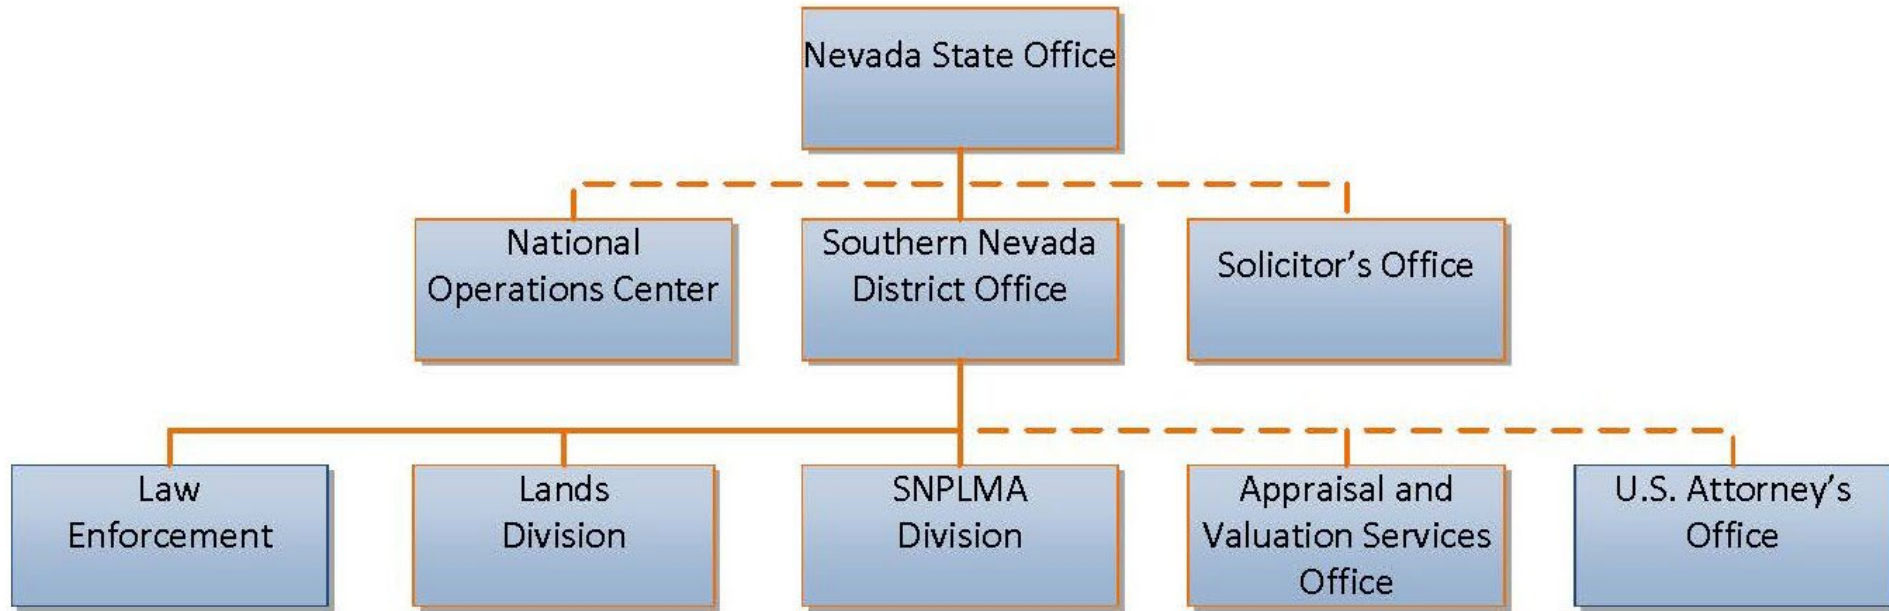 Nevada State Office
National
Operations Center
Southern Nevada
District Office
Solicitor’s Office
Law
Enforcement
Lands
Division
SNPLMA
Division
Appraisal and
Valuation Services
Office
U.S. Attorney’s
Office